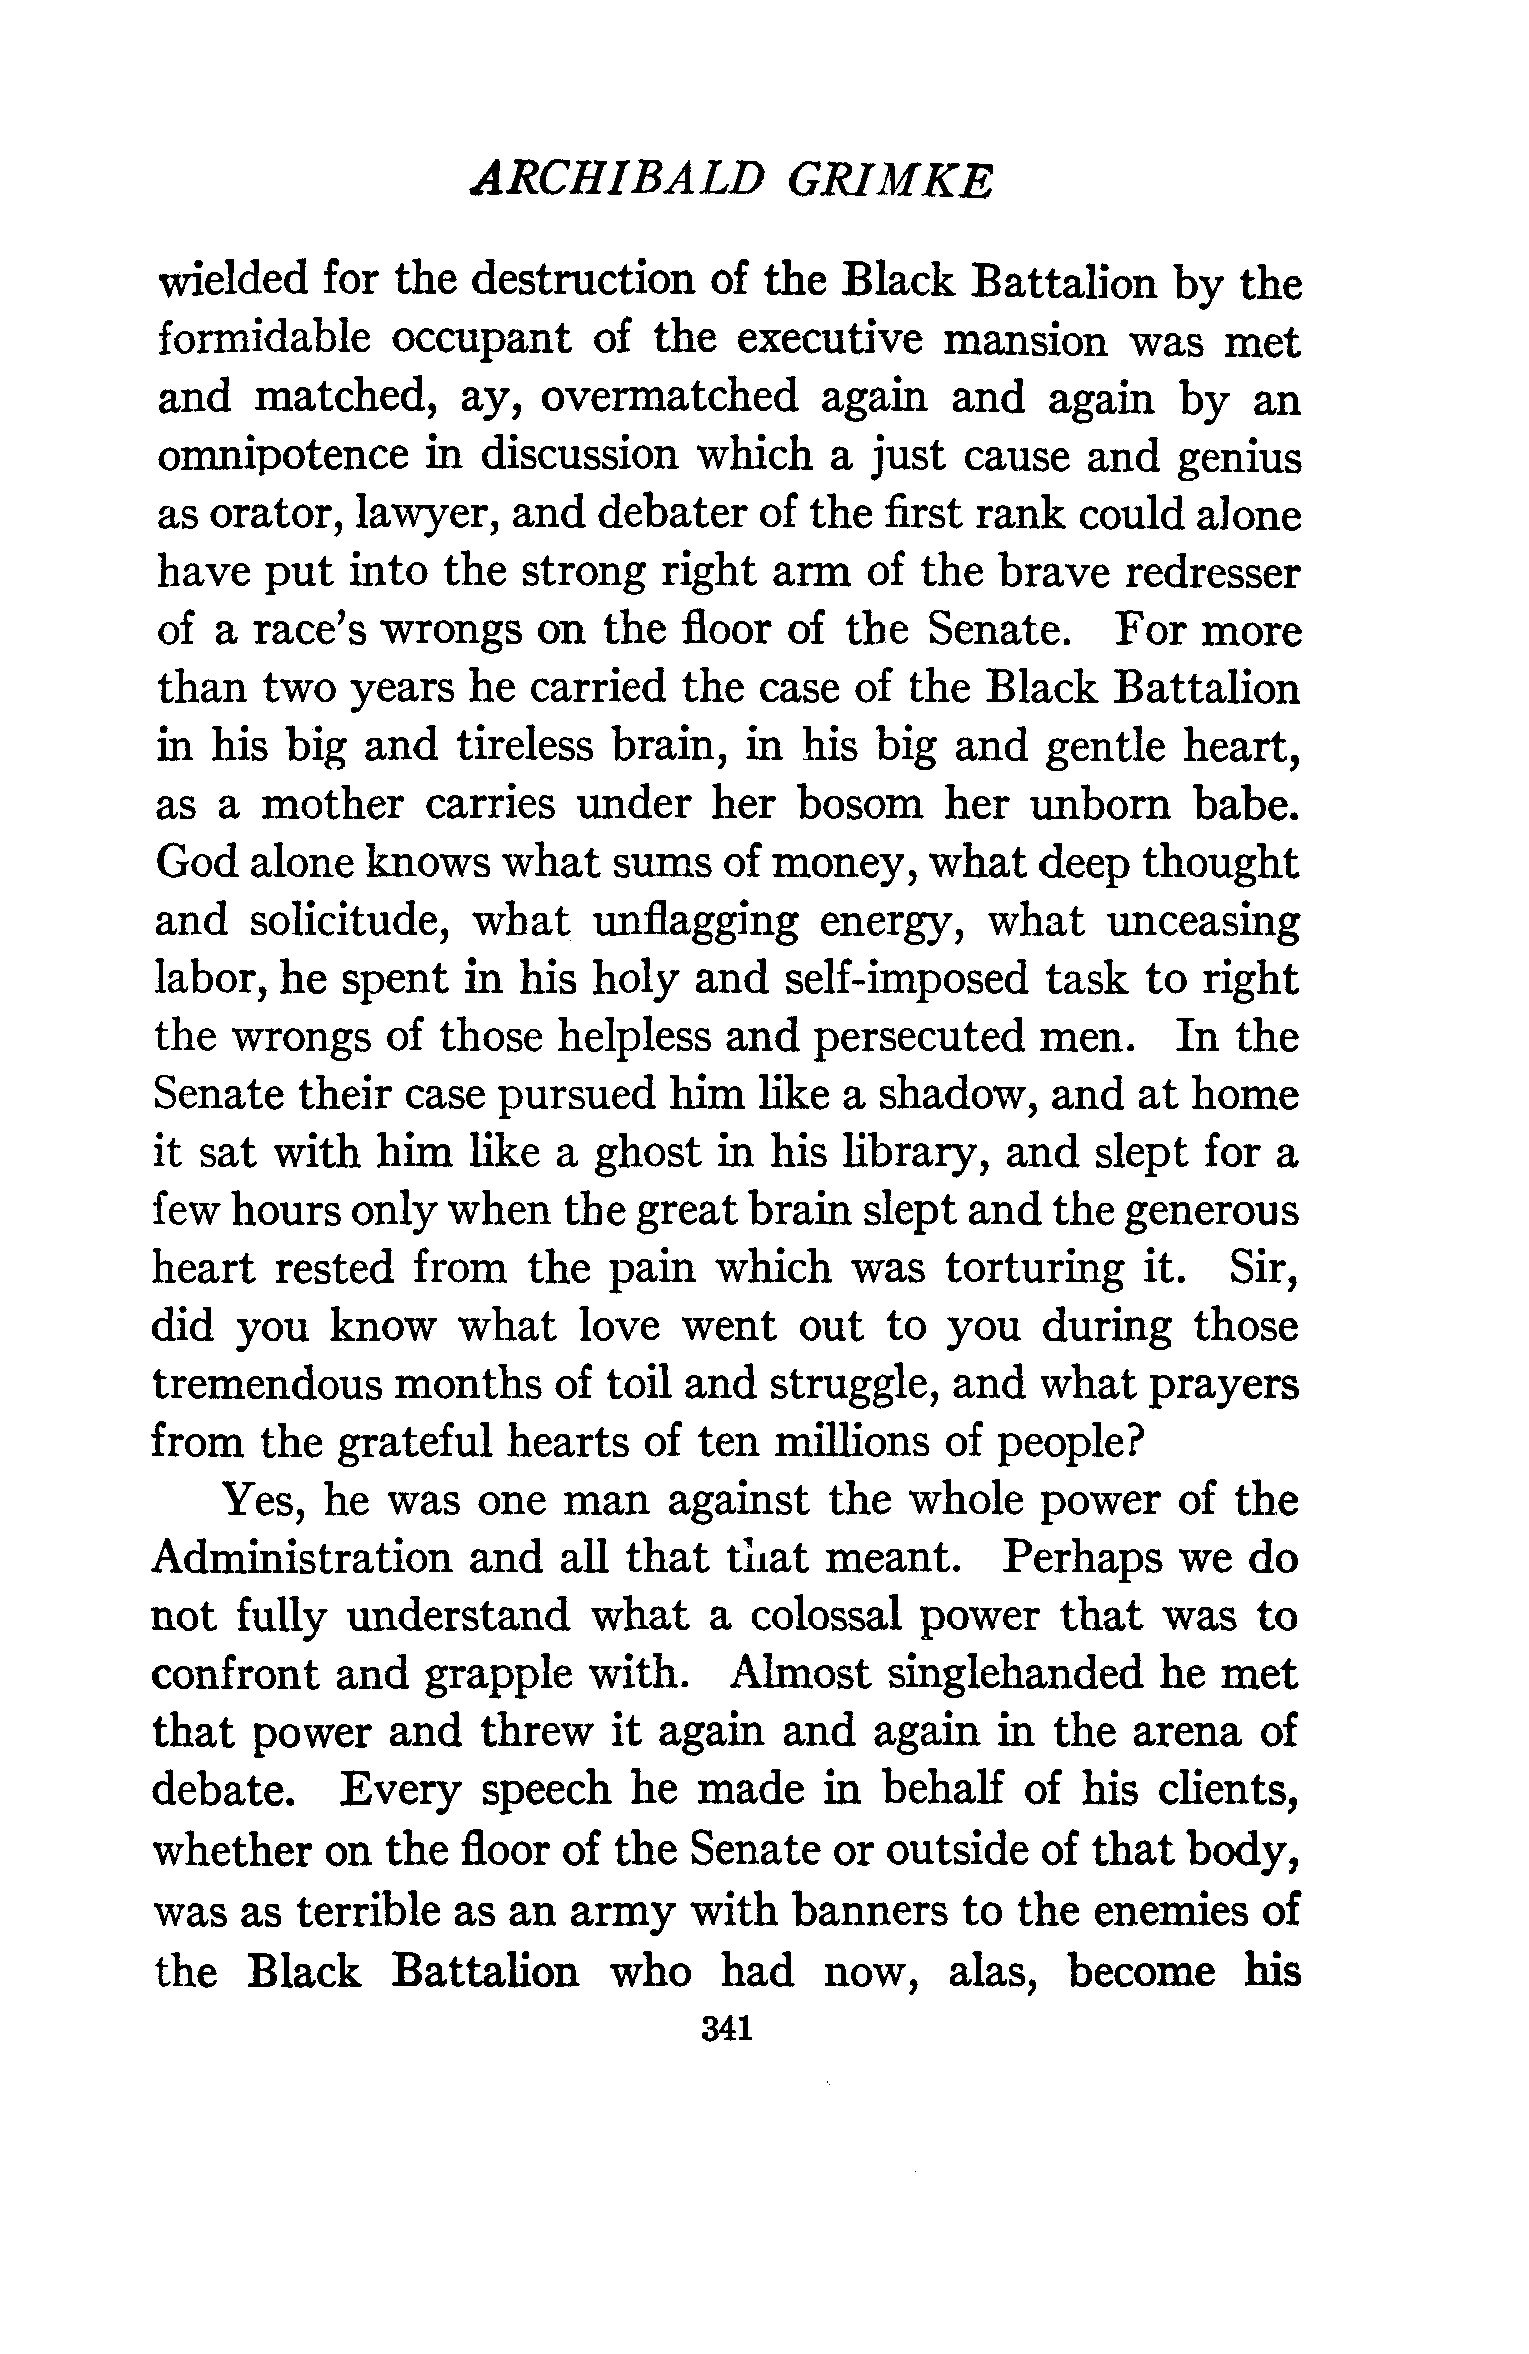 ARCHIBALD GRIMKE
wielded for the destruction of the Black Battalion by the
formidable occupant of the executive mansion was met
and matched, ay, overmatched again and again by an
omnipotence in discussion which a just cause and genius
as orator, lawyer, and debater of the first rank could alone
have put into the strong right arm of the brave redresser
of a race's wrongs on the floor of the Senate. For more
than two years he carried the case of the Black Battalion
in his big and tireless brain, in his big and gentle heart,
as a mother carries under her bosom her unborn babe.
God alone knows what sums of money, what deep thought
and solicitude, what unflagging energy, what unceasing
labor, he spent in his holy and self-imposed task to right
the wrongs of those helpless and persecuted men. In the
Senate their case pursued him like a shadow, and at home
it sat with him like a ghost in his library, and slept for a
few hours only when the great brain slept and the generous
heart rested from the pain which was torturing it. Sir,
did you know what love went out to you during those
tremendous months of toil and struggle, and what prayers
from the grateful hearts of ten millions of people?
Yes, he was one man against the whole power of the
Administration and all that that meant. Perhaps we do
not fully understand what a colossal power that was to
confront and grapple with. Almost singlehanded he met
that power and threw it again and again in the arena of
debate. Every speech he made in behalf of his clients,
whether on the floor of the Senate or outside of that body,
was as terrible as an army with banners to the enemies of
the Black Battalion who had now, alas, become his
341